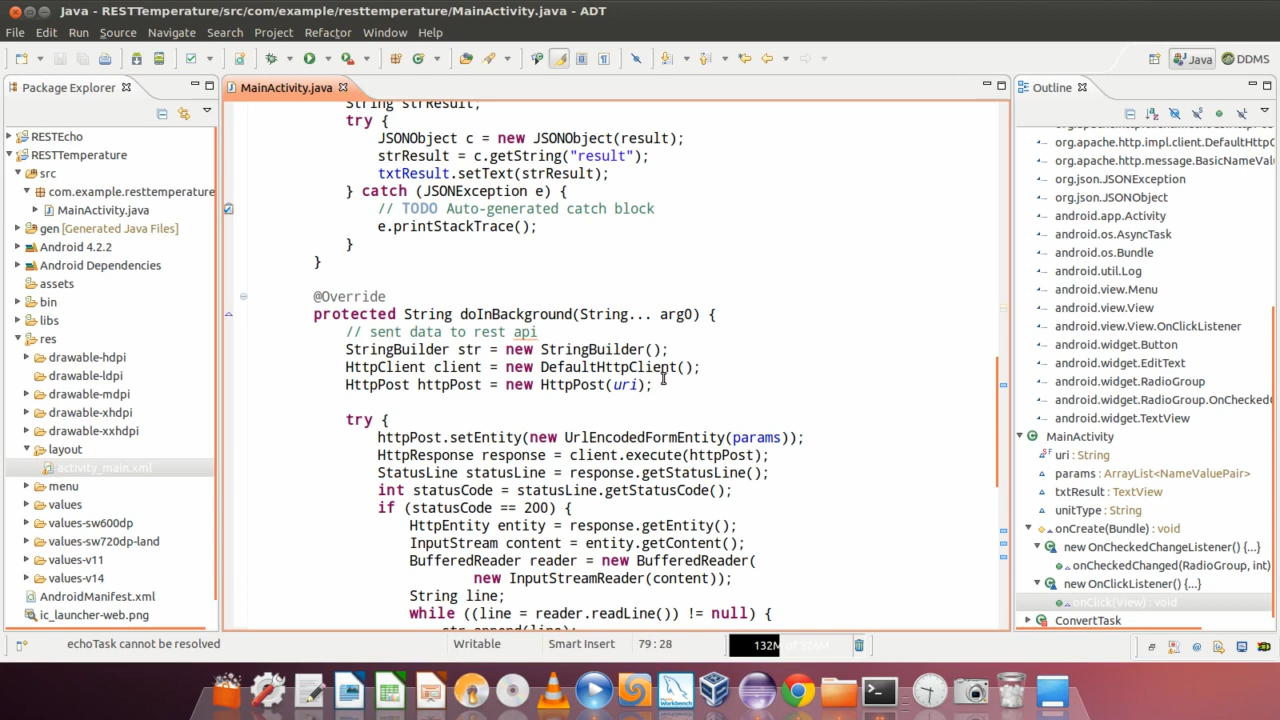 Java - RESTTemperature/src/com/example/resttemperature/MainActivity.java - ADT
File Edit Run Source Navigate Search Project Refactor Window Help
Java DDMS
Package Explorer
RESTEcho
RESTTemperature
src
com.example.resttemperature
MainActivity.java
gen [Generated Java Files]
Android 4.2.2
Android Dependencies
assets
bin
libs
res
drawable-hdpi
drawable-ldpi
drawable-mdpi
drawable-xhdpi
drawable-xxhdpi
layout
activity_main.xml
menu
values
values-sw600dp
values-sw720dp-land
values-v11
values-v14
AndroidManifest.xml
ic_launcher-web.png
MainActivity.java
String strResult;
try {
JSONObject c = new JSONObject(result);
strResult = c.getString("result");
txtResult.setText(strResult);
} catch (JSONException e) {
// TODO Auto-generated catch block
e.printStackTrace();
}
}
@Override
protected String doInBackground(String... arg0) {
// sent data to rest api
StringBuilder str = new StringBuilder();
HttpClient client = new DefaultHttpClient();
HttpPost httpPost = new HttpPost(uri);
try {
httpPost.setEntity(new UrlEncodedFormEntity(params));
HttpResponse response = client.execute(httpPost);
StatusLine statusLine = response.getStatusLine();
int statusCode = statusLine.getStatusCode();
if (statusCode == 200) {
HttpEntity entity = response.getEntity();
InputStream content = entity.getContent();
BufferedReader reader = new BufferedReader(
new InputStreamReader(content));
String line;
while ((line = reader.readLine()) != null) {
str.append(line);
Outline
org.apache.http.impl.client.DefaultHttpC
org.apache.http.message.BasicNameVal
org.json.JSONException
org.json.JSONObject
android.app.Activity
android.os.AsyncTask
android.os.Bundle
android.util.Log
android.view.Menu
android.view.View
android.view.View.OnClickListener
android.widget.Button
android.widget.EditText
android.widget.RadioGroup
android.widget.RadioGroup.OnChecked
android.widget.TextView
MainActivity
uri : String
params : ArrayList<NameValuePair>
txtResult : TextView
unitType : String
onCreate(Bundle) : void
new OnCheckedChangeListener() {...}
onCheckedChanged(RadioGroup, int)
new OnClickListener() {...}
onClick(View) : void
ConvertTask
echoTask cannot be resolved
Writable
Smart Insert
79 : 28